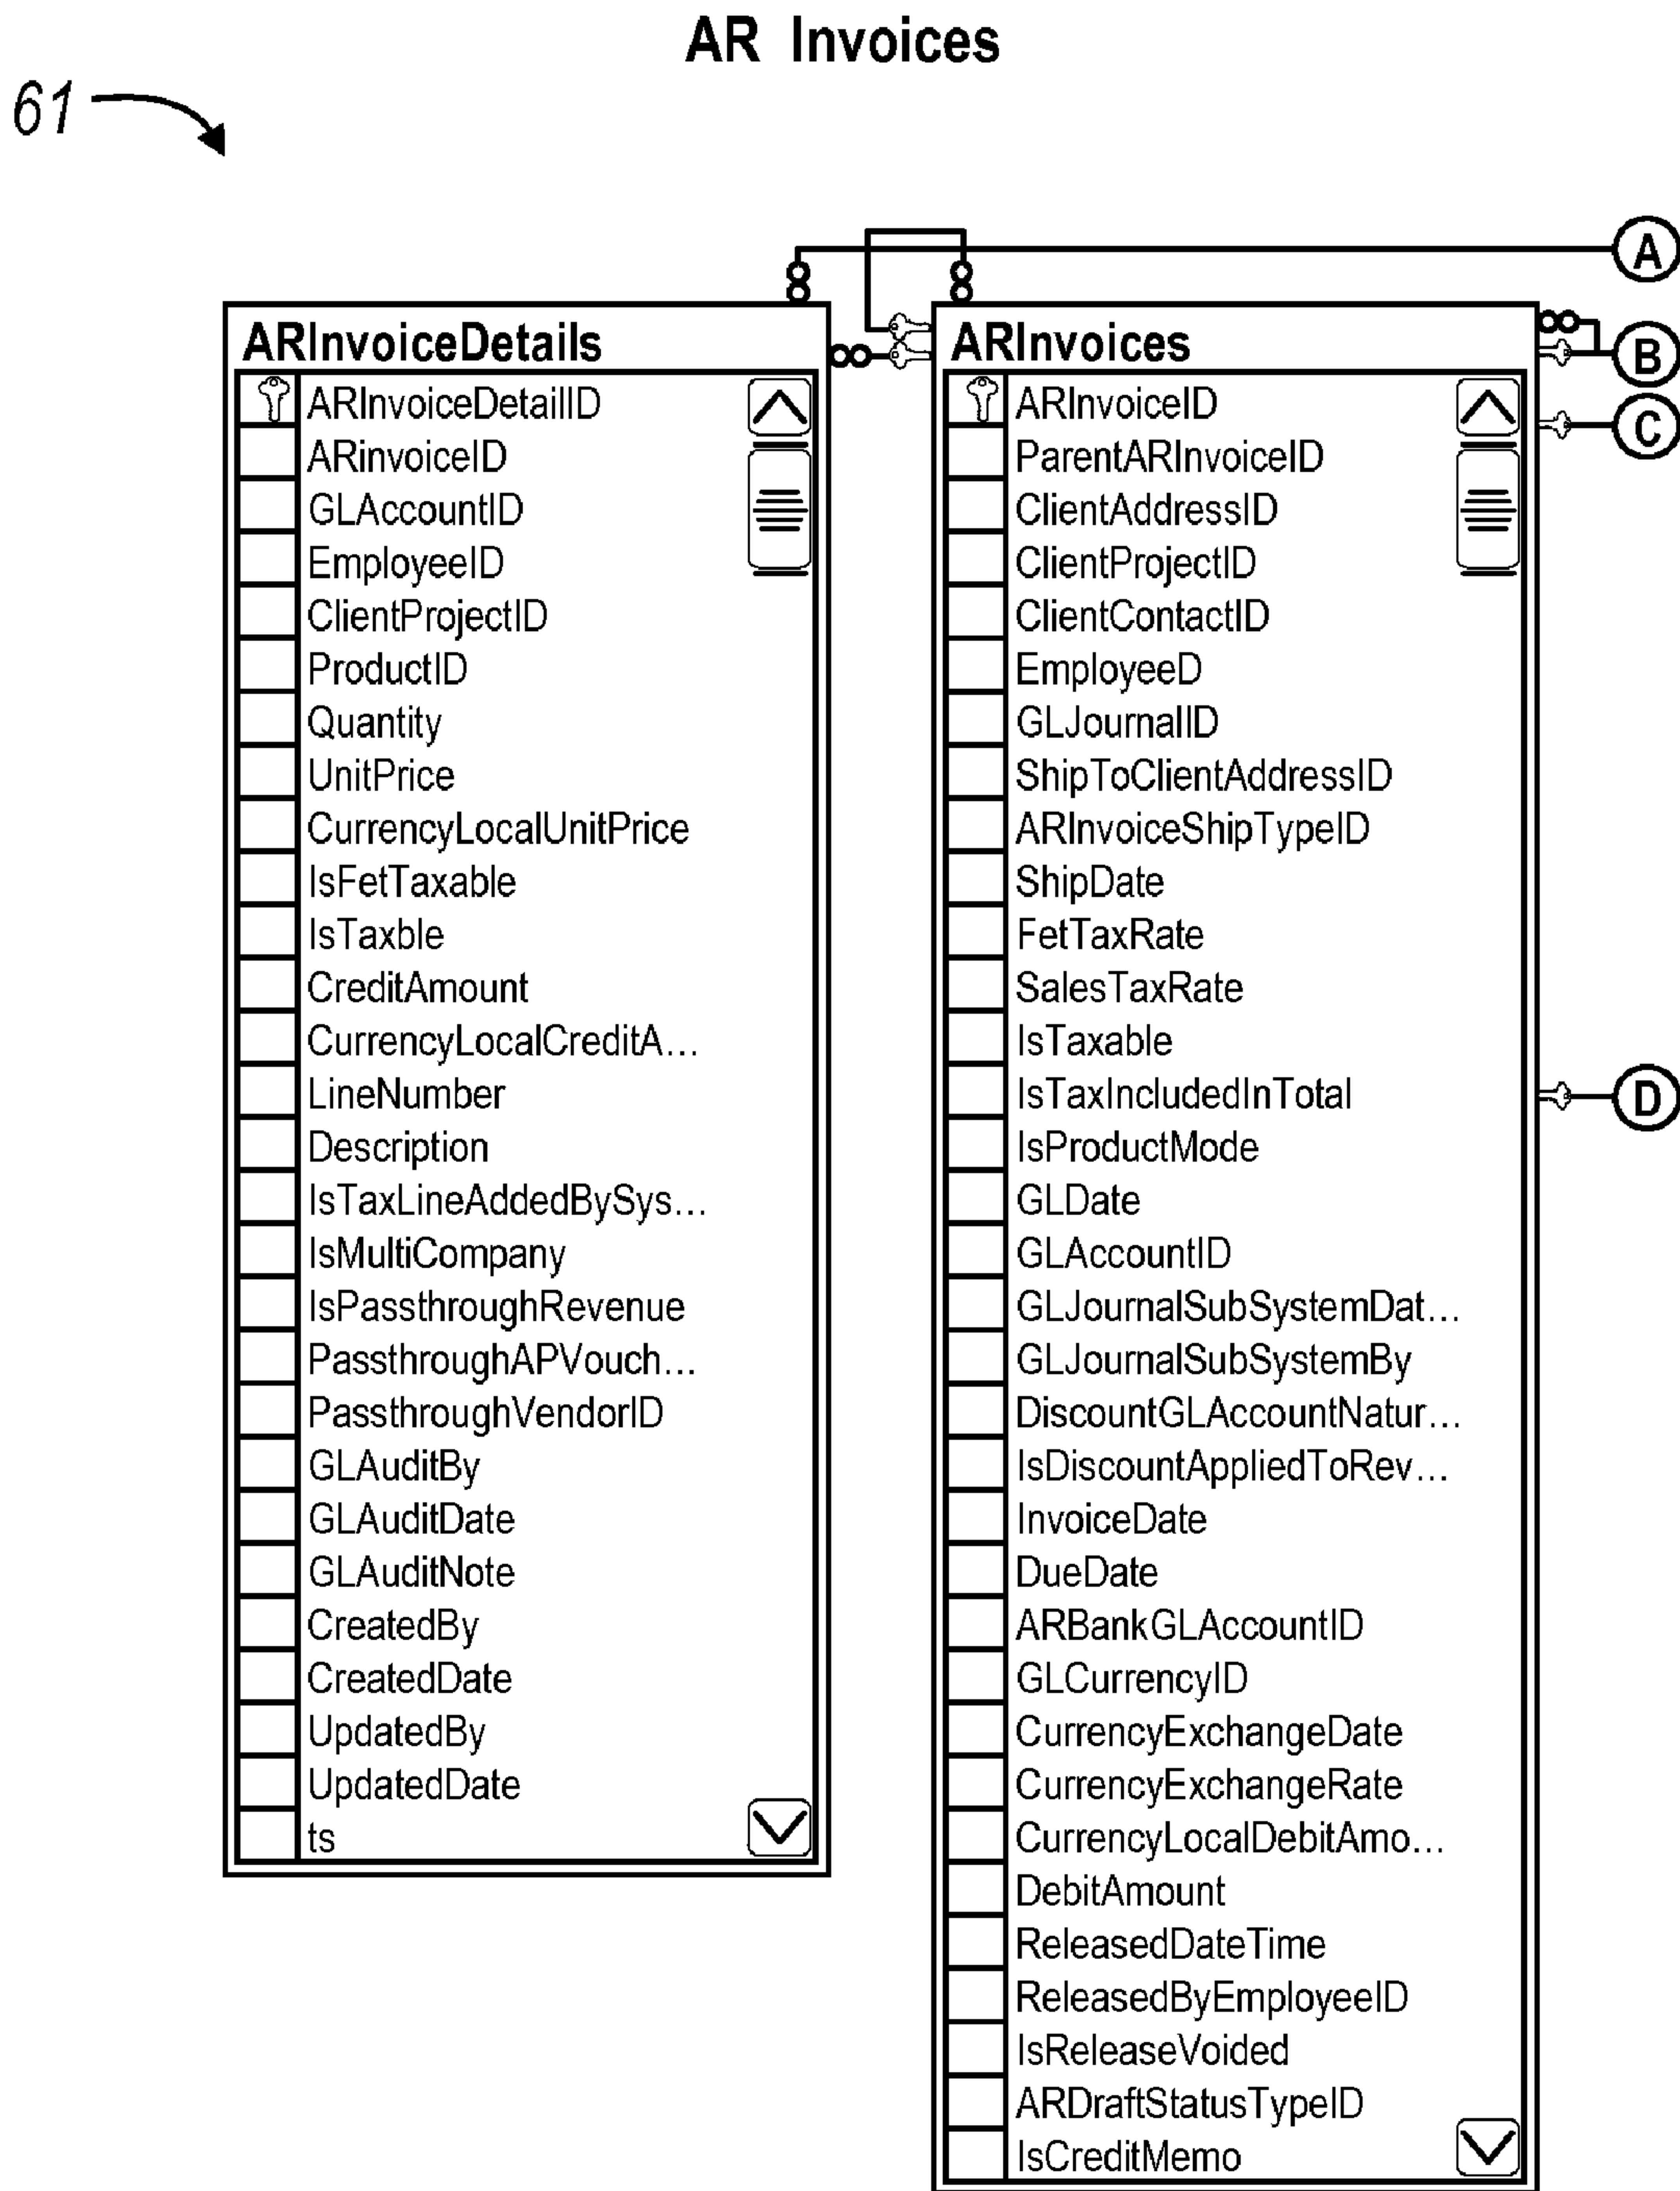 AR Invoices
61
A
B
C
D
ARInvoiceDetails
ARInvoiceDetailID
ARinvoiceID
GLAccountID
EmployeeID
ClientProjectID
ProductID
Quantity
UnitPrice
CurrencyLocalUnitPrice
IsFetTaxable
IsTaxble
CreditAmount
CurrencyLocalCreditA...
LineNumber
Description
IsTaxLineAddedBySys...
IsMultiCompany
IsPassthroughRevenue
PassthroughAPVouch...
PassthroughVendorID
GLAuditBy
GLAuditDate
GLAuditNote
CreatedBy
CreatedDate
UpdatedBy
UpdatedDate
ts
ARInvoices
ARInvoiceID
ParentARInvoiceID
ClientAddressID
ClientProjectID
ClientContactID
EmployeeD
GLJournalID
ShipToClientAddressID
ARInvoiceShipTypeID
ShipDate
FetTaxRate
SalesTaxRate
IsTaxable
IsTaxIncludedInTotal
IsProductMode
GLDate
GLAccountID
GLJournalSubSystemDat...
GLJournalSubSystemBy
DiscountGLAccountNatur...
IsDiscountAppliedToRev...
InvoiceDate
DueDate
ARBankGLAccountID
GLCurrencyID
CurrencyExchangeDate
CurrencyExchangeRate
CurrencyLocalDebitAmo...
DebitAmount
ReleasedDateTime
ReleasedByEmployeeID
IsReleaseVoided
ARDraftStatusTypeID
IsCreditMemo